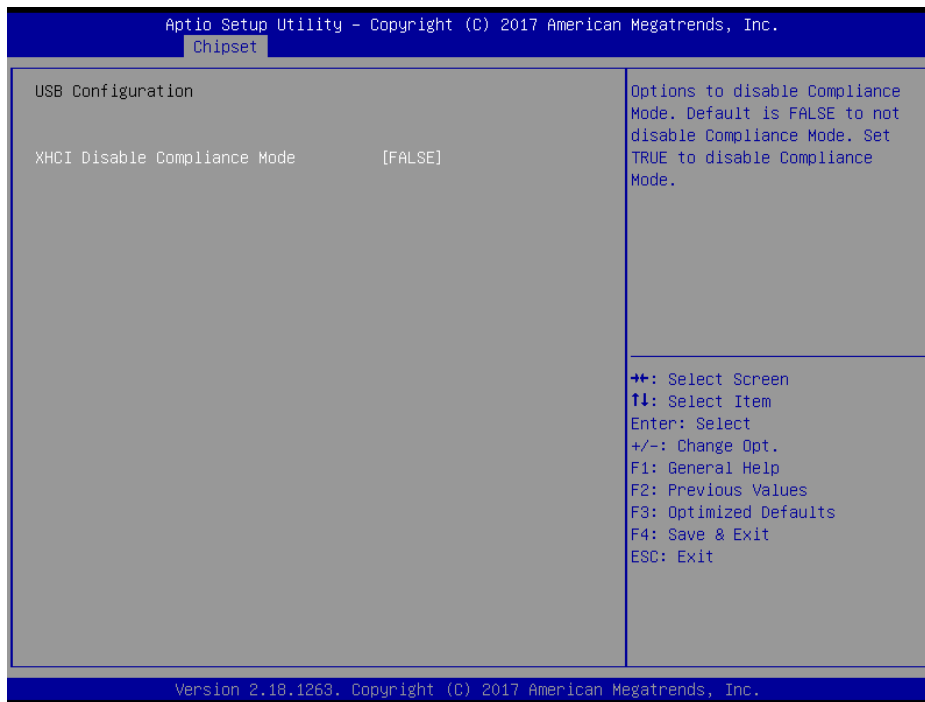 Aptio Setup Utility – Copyright (C) 2017 American Megatrends, Inc.
Chipset
USB Configuration
XHCI Disable Compliance Mode [FALSE]
Options to disable Compliance
Mode. Default is FALSE to not
disable Compliance Mode. Set
TRUE to disable Compliance
Mode.
→←: Select Screen
↑↓: Select Item
Enter: Select
+/-: Change Opt.
F1: General Help
F2: Previous Values
F3: Optimized Defaults
F4: Save & Exit
ESC: Exit
Version 2.18.1263. Copyright (C) 2017 American Megatrends, Inc.